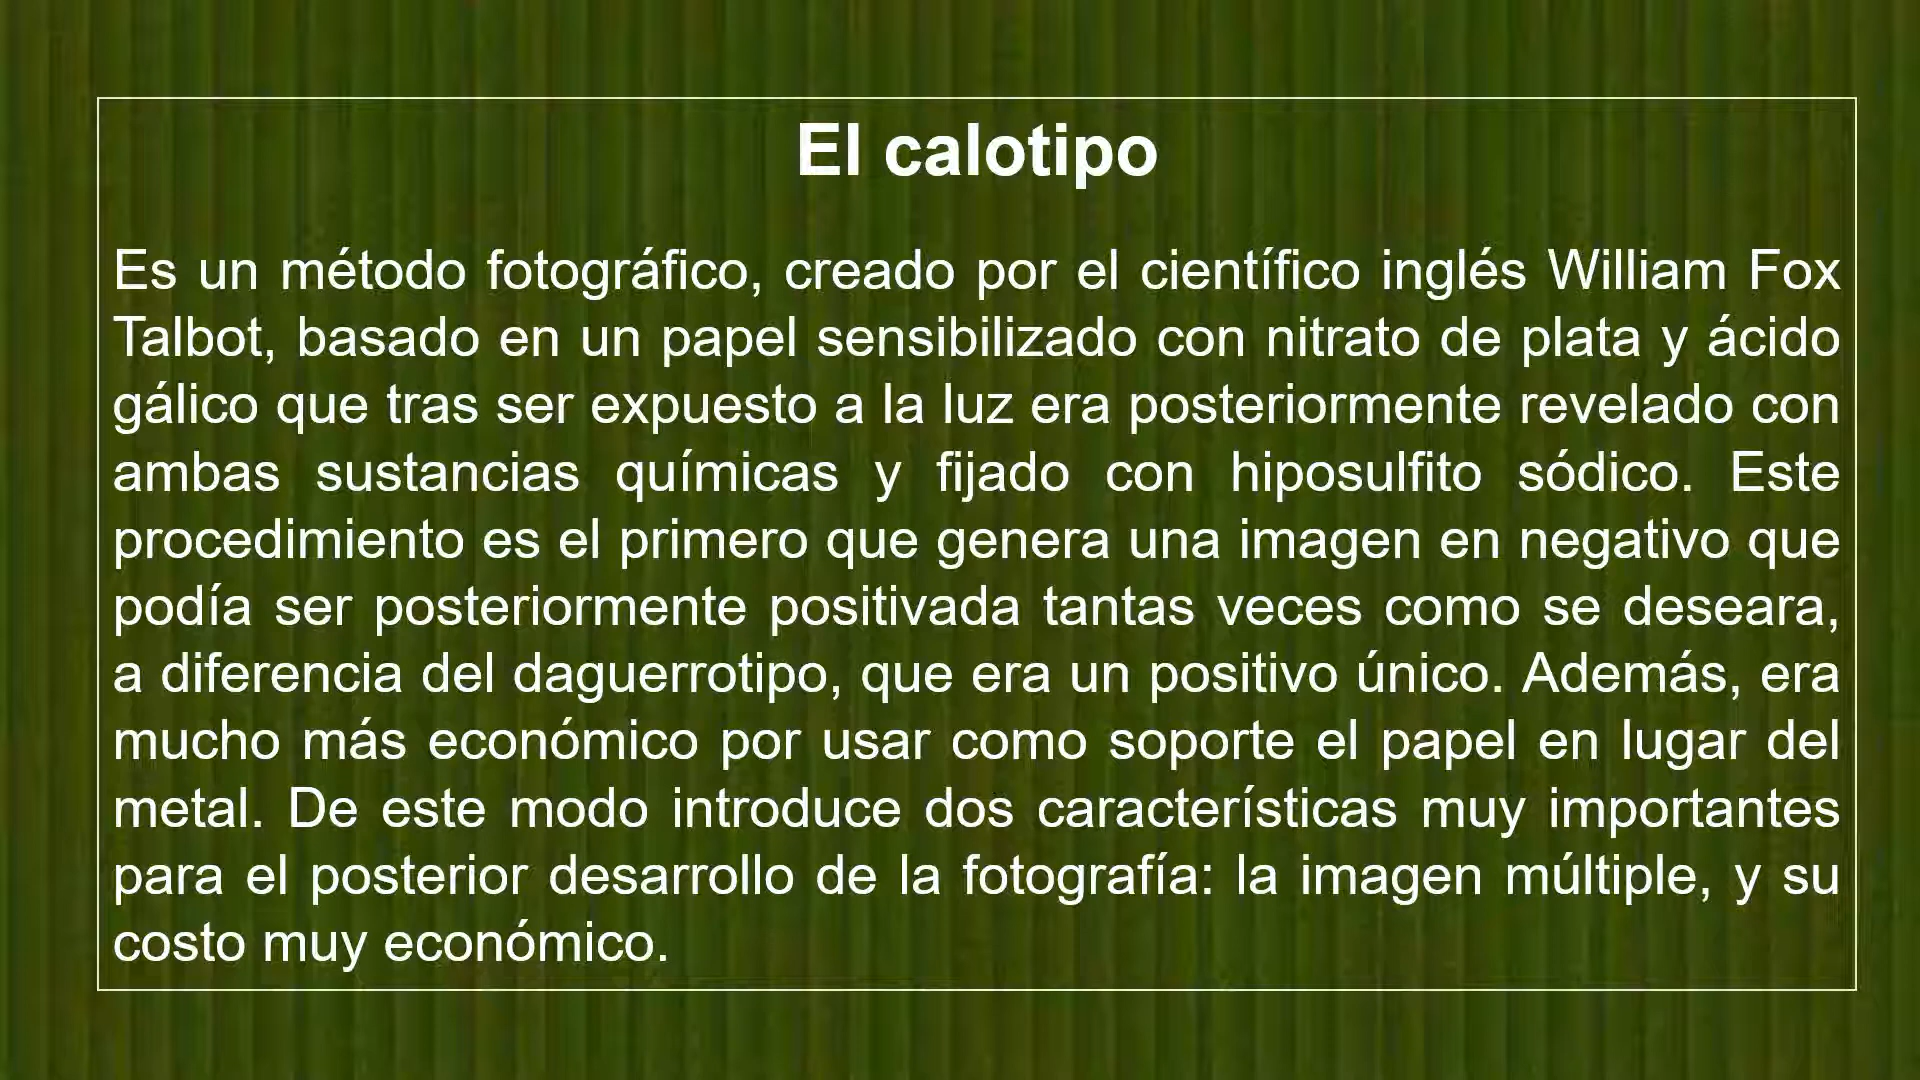 El calotipo
Es un método fotográfico, creado por el científico inglés William Fox
Talbot, basado en un papel sensibilizado con nitrato de plata y ácido
gálico que tras ser expuesto a la luz era posteriormente revelado con
ambas sustancias químicas y fijado con hiposulfito sódico. Este
procedimiento es el primero que genera una imagen en negativo que
podía ser posteriormente positivada tantas veces como se deseara,
a diferencia del daguerrotipo, que era un positivo único. Además, era
mucho más económico por usar como soporte el papel en lugar del
metal. De este modo introduce dos características muy importantes
para el posterior desarrollo de la fotografía: la imagen múltiple, y su
costo muy económico.